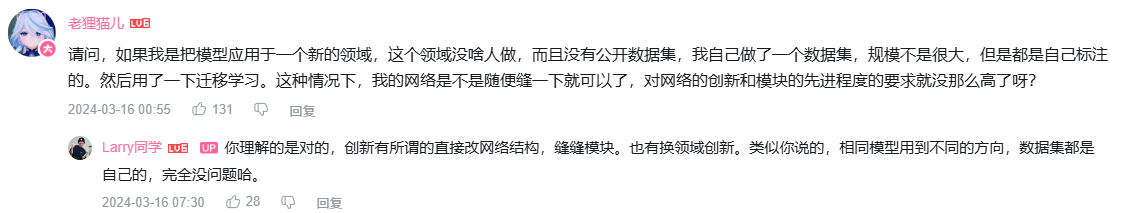 老狸猫儿 LV6
大
请问，如果我是把模型应用于一个新的领域，这个领域没啥人做，而且没有公开数据集，我自己做了一个数据集，规模不是很大，但是都是自己标注
的。然后用了一下迁移学习。这种情况下，我的网络是不是随便缝一下就可以了，对网络的创新和模块的先进程度的要求就没那么高了呀？
2024-03-16 00:55 131 回复
Larry同学 LV6 UP 你理解的是对的，创新有所谓的直接改网络结构，缝缝模块。也有换领域创新。类似你说的，相同模型用到不同的方向，数据集都是
自己的，完全没问题哈。
2024-03-16 07:30 28 回复